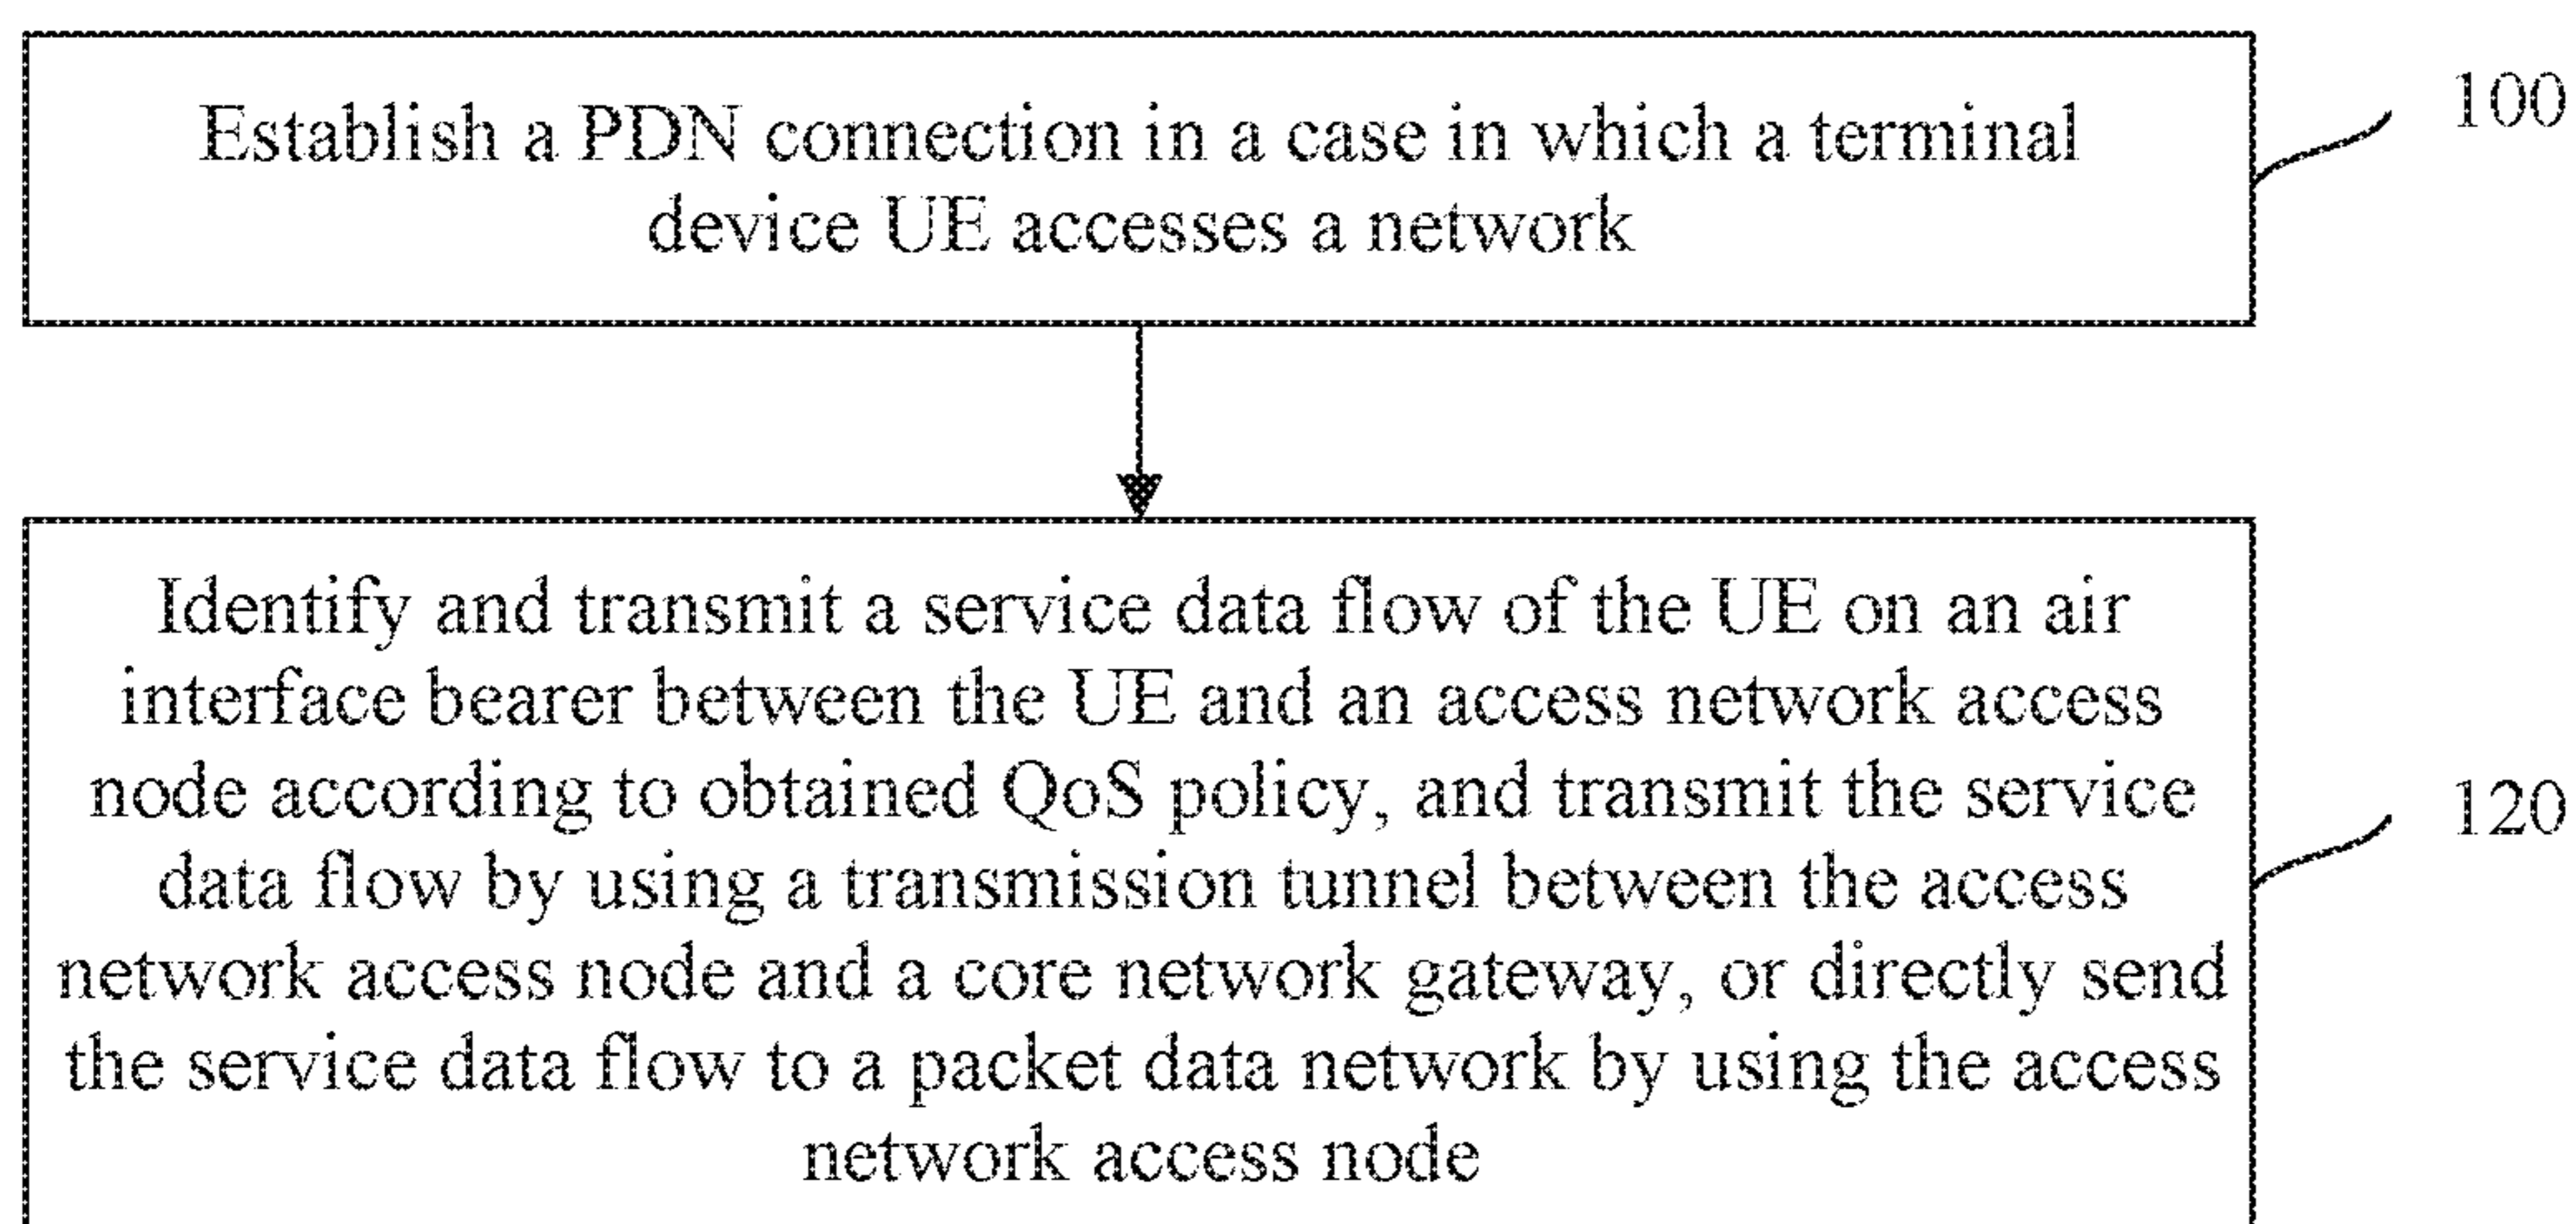 Establish a PDN connection in a case in which a terminal
device UE accesses a network
100
Identify and transmit a service data flow of the UE on an air
interface bearer between the UE and an access network access
node according to obtained QoS policy, and transmit the service
data flow by using a transmission tunnel between the access
network access node and a core network gateway, or directly send
the service data flow to a packet data network by using the access
network access node
120